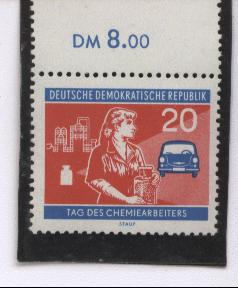 DM 8.00
DEUTSCHE DEMOKRATISCHE REPUBLIK
20
TAG DES CHEMIEARBEITERS
STAUF